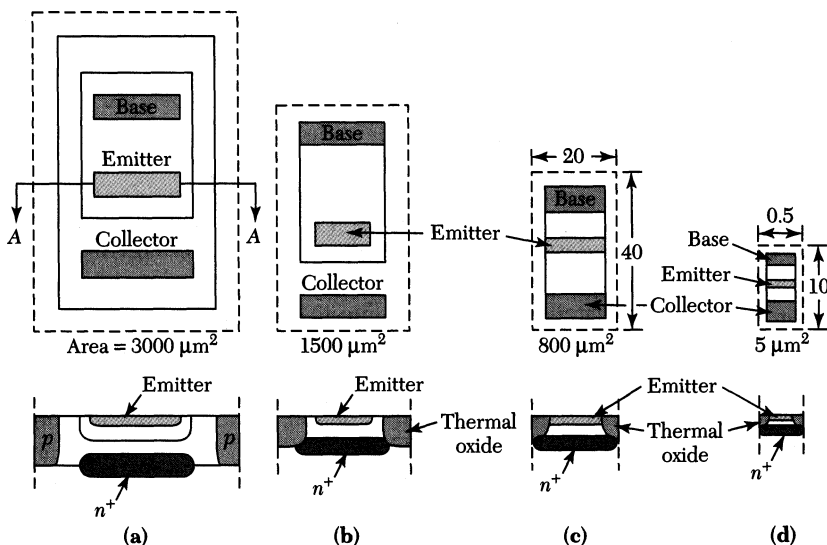 Base
Emitter
A
A
Collector
Area = 3000 μm²
Base
Emitter
Collector
1500 μm²
20
Base
40
Collector
800 μm²
0.5
Base
Emitter
10
5 μm²
Emitter
p
p
n⁺
(a)
Emitter
Thermal
oxide
n⁺
(b)
Emitter
Thermal
oxide
n⁺
(c)
n⁺
(d)